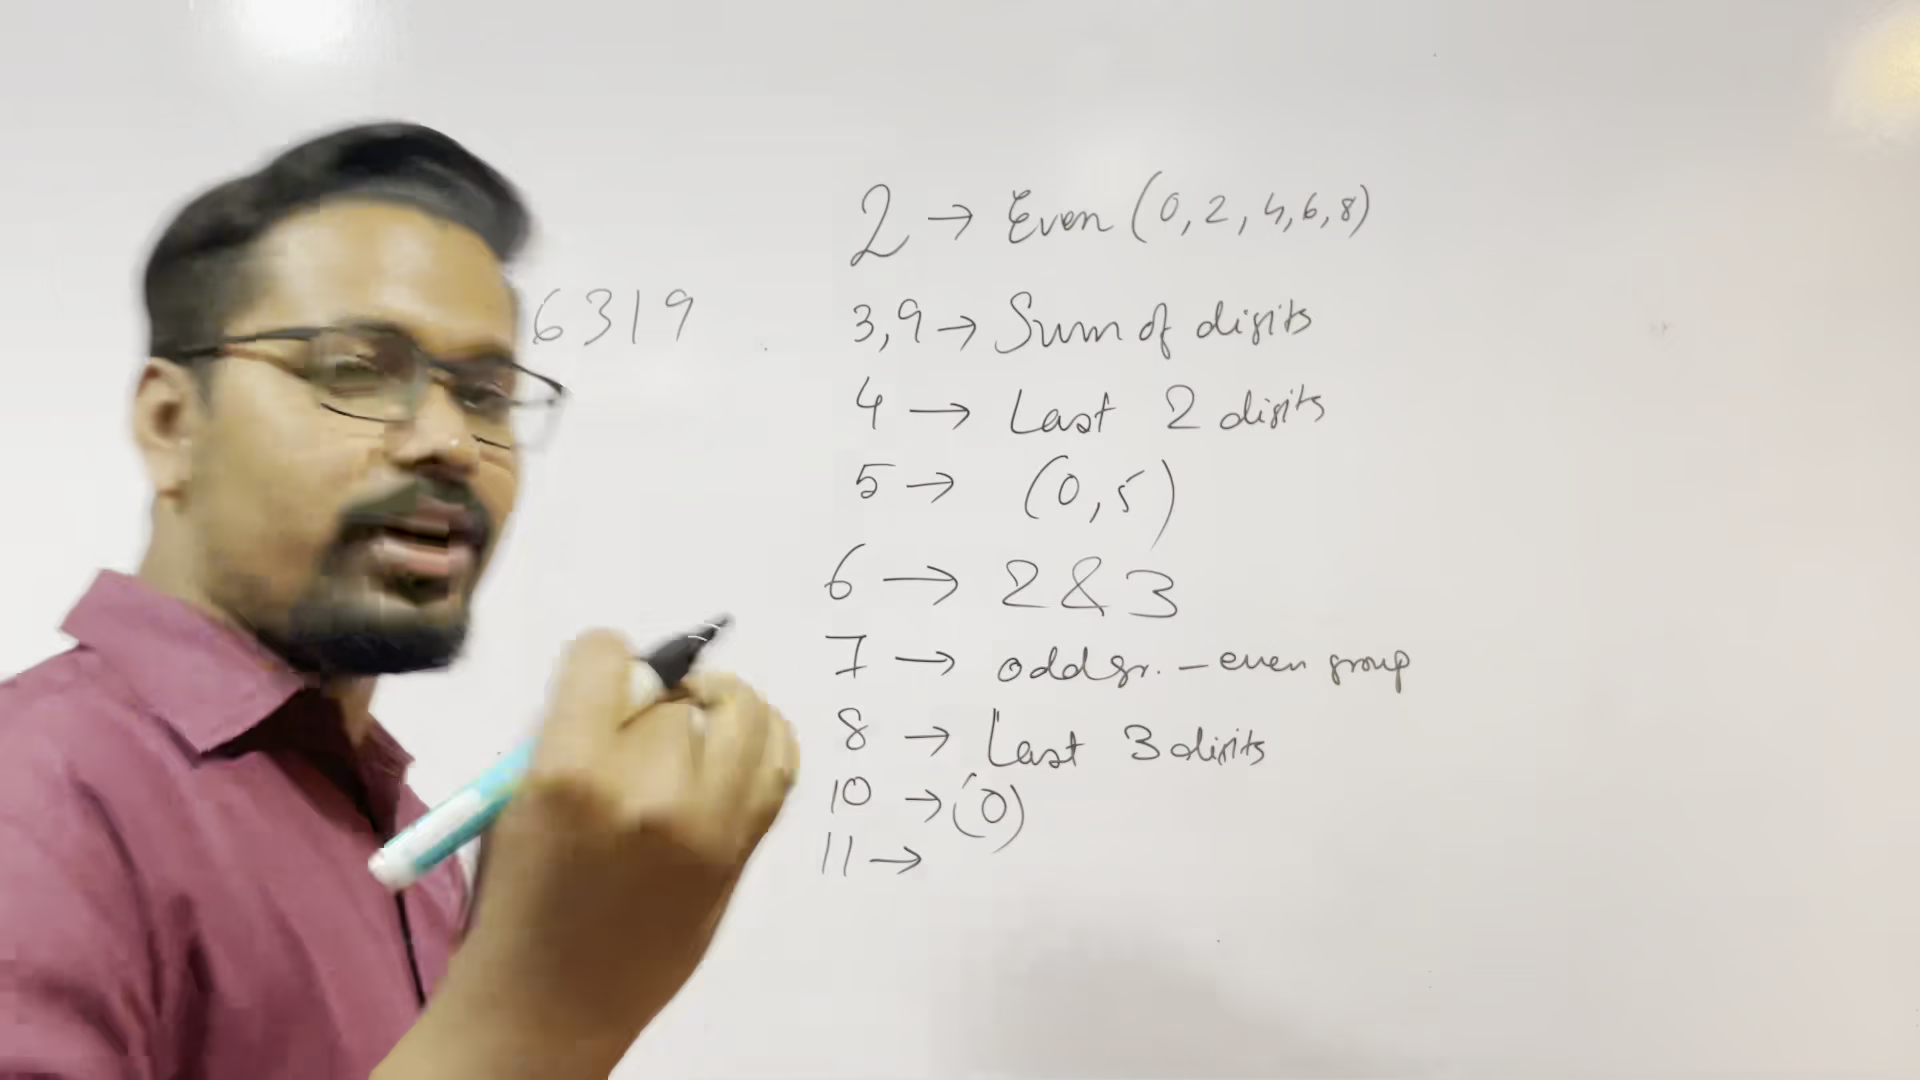 2 → Even (0, 2, 4, 6, 8)
6319
3, 9 → Sum of digits
4 → Last 2 digits
5 → (0, 5)
6 → 2 & 3
7 → odd gr. - even group
8 → Last 3 digits
10 → (0)
11 →